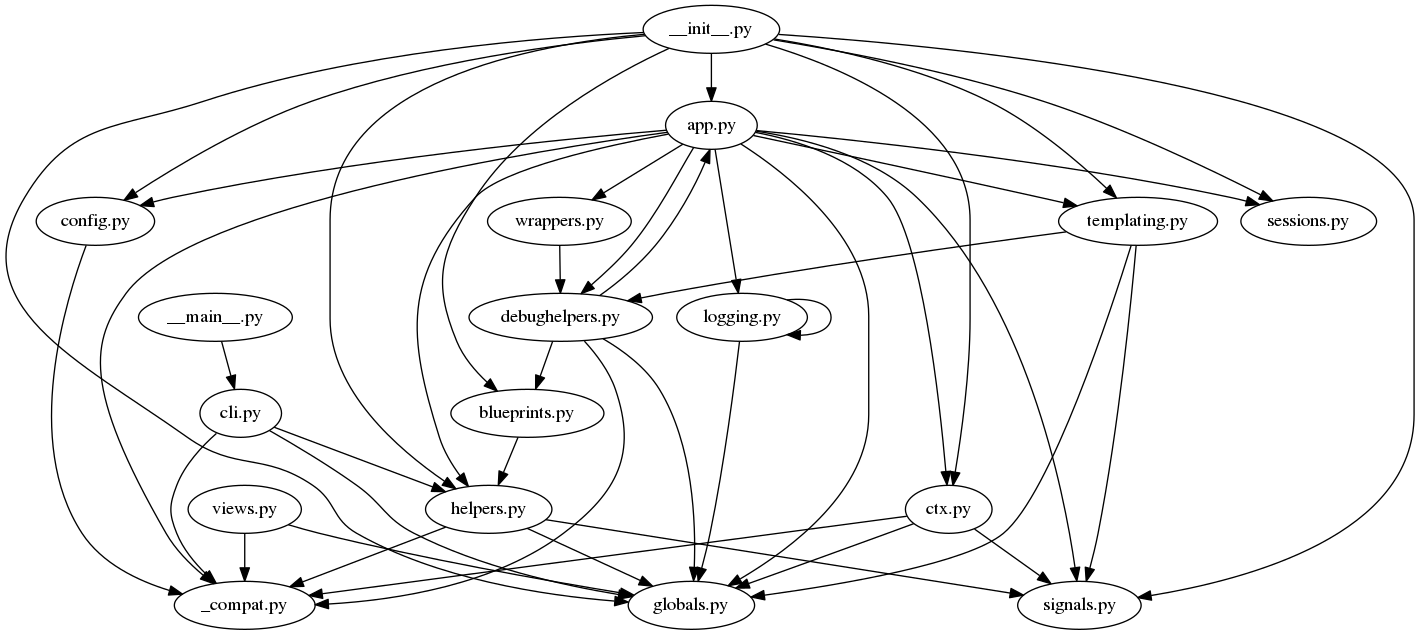 __init__.py
app.py
config.py
wrappers.py
templating.py
sessions.py
__main__.py
debughelpers.py
logging.py
cli.py
blueprints.py
views.py
helpers.py
ctx.py
_compat.py
globals.py
signals.py